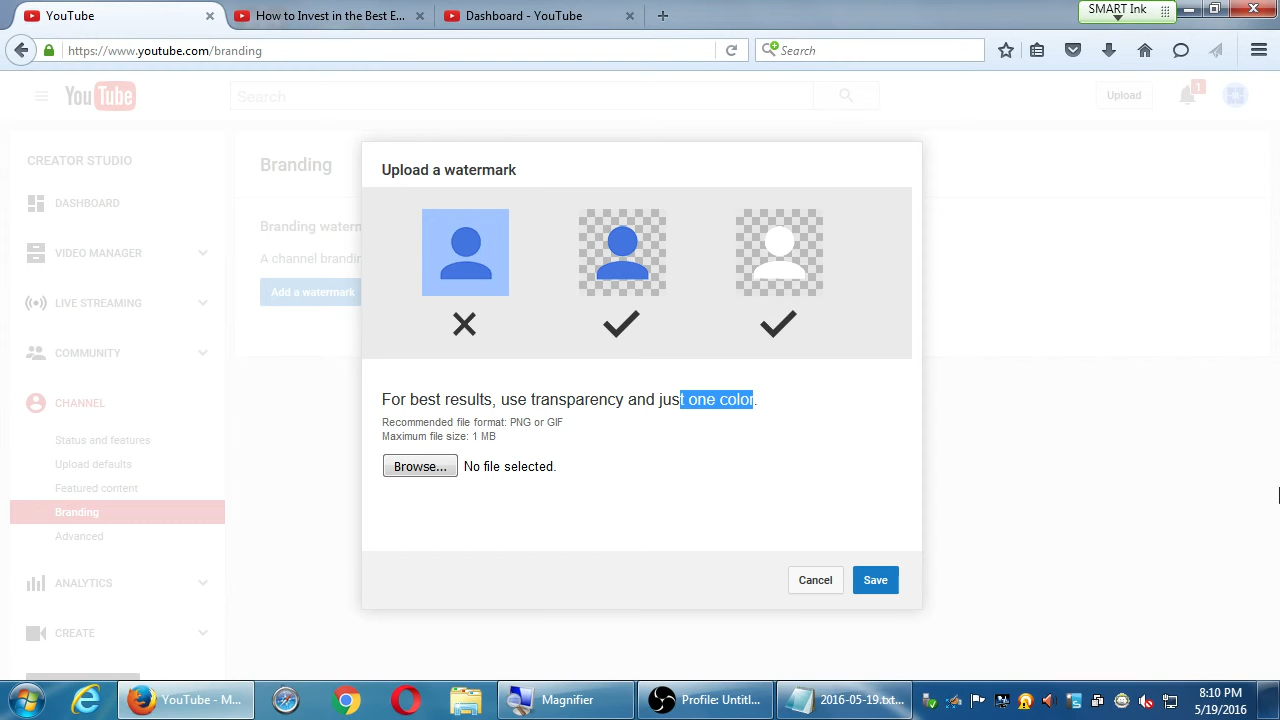 YouTube
How to Invest in the Best E...
Dashboard - YouTube
SMART Ink
https://www.youtube.com/branding
Search
YouTube
Search
Upload
1
CREATOR STUDIO
DASHBOARD
VIDEO MANAGER
LIVE STREAMING
COMMUNITY
CHANNEL
Status and features
Upload defaults
Featured content
Branding
Advanced
ANALYTICS
CREATE
Branding
Branding watern
A channel brandin
Add a watermark
Upload a watermark
For best results, use transparency and just one color.
Recommended file format: PNG or GIF
Maximum file size: 1 MB
Browse... No file selected.
Cancel
Save
YouTube - M...
Magnifier
Profile: Untitl...
2016-05-19.txt...
8:10 PM
5/19/2016